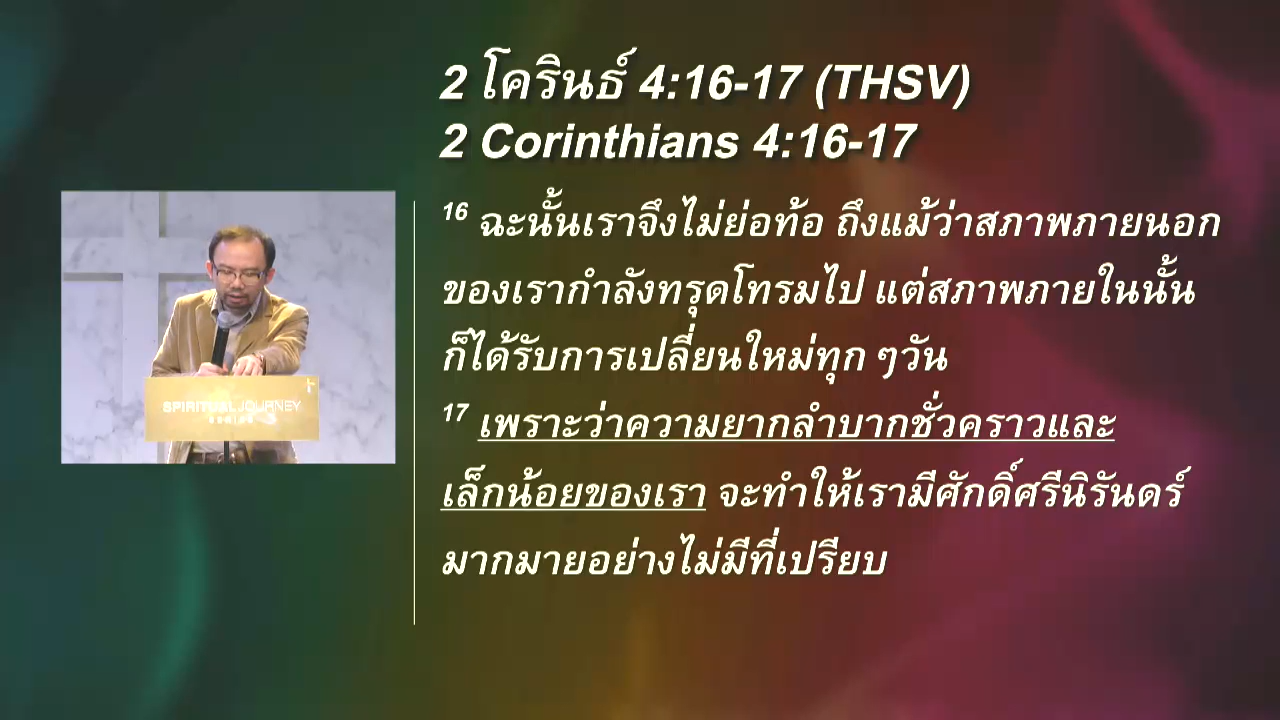 2 โครินธ์ 4:16-17 (THSV)
2 Corinthians 4:16-17
16 ฉะนั้นเราจึงไม่ย่อท้อ ถึงแม้ว่าสภาพภายนอก
ของเรากำลังทรุดโทรมไป แต่สภาพภายในนั้น
ก็ได้รับการเปลี่ยนใหม่ทุก ๆวัน
17 เพราะว่าความยากลำบากชั่วคราวและ
เล็กน้อยของเรา จะทำให้เรามีศักดิ์ศรีนิรันดร์
มากมายอย่างไม่มีที่เปรียบ
SPIRITUAL JOURNEY